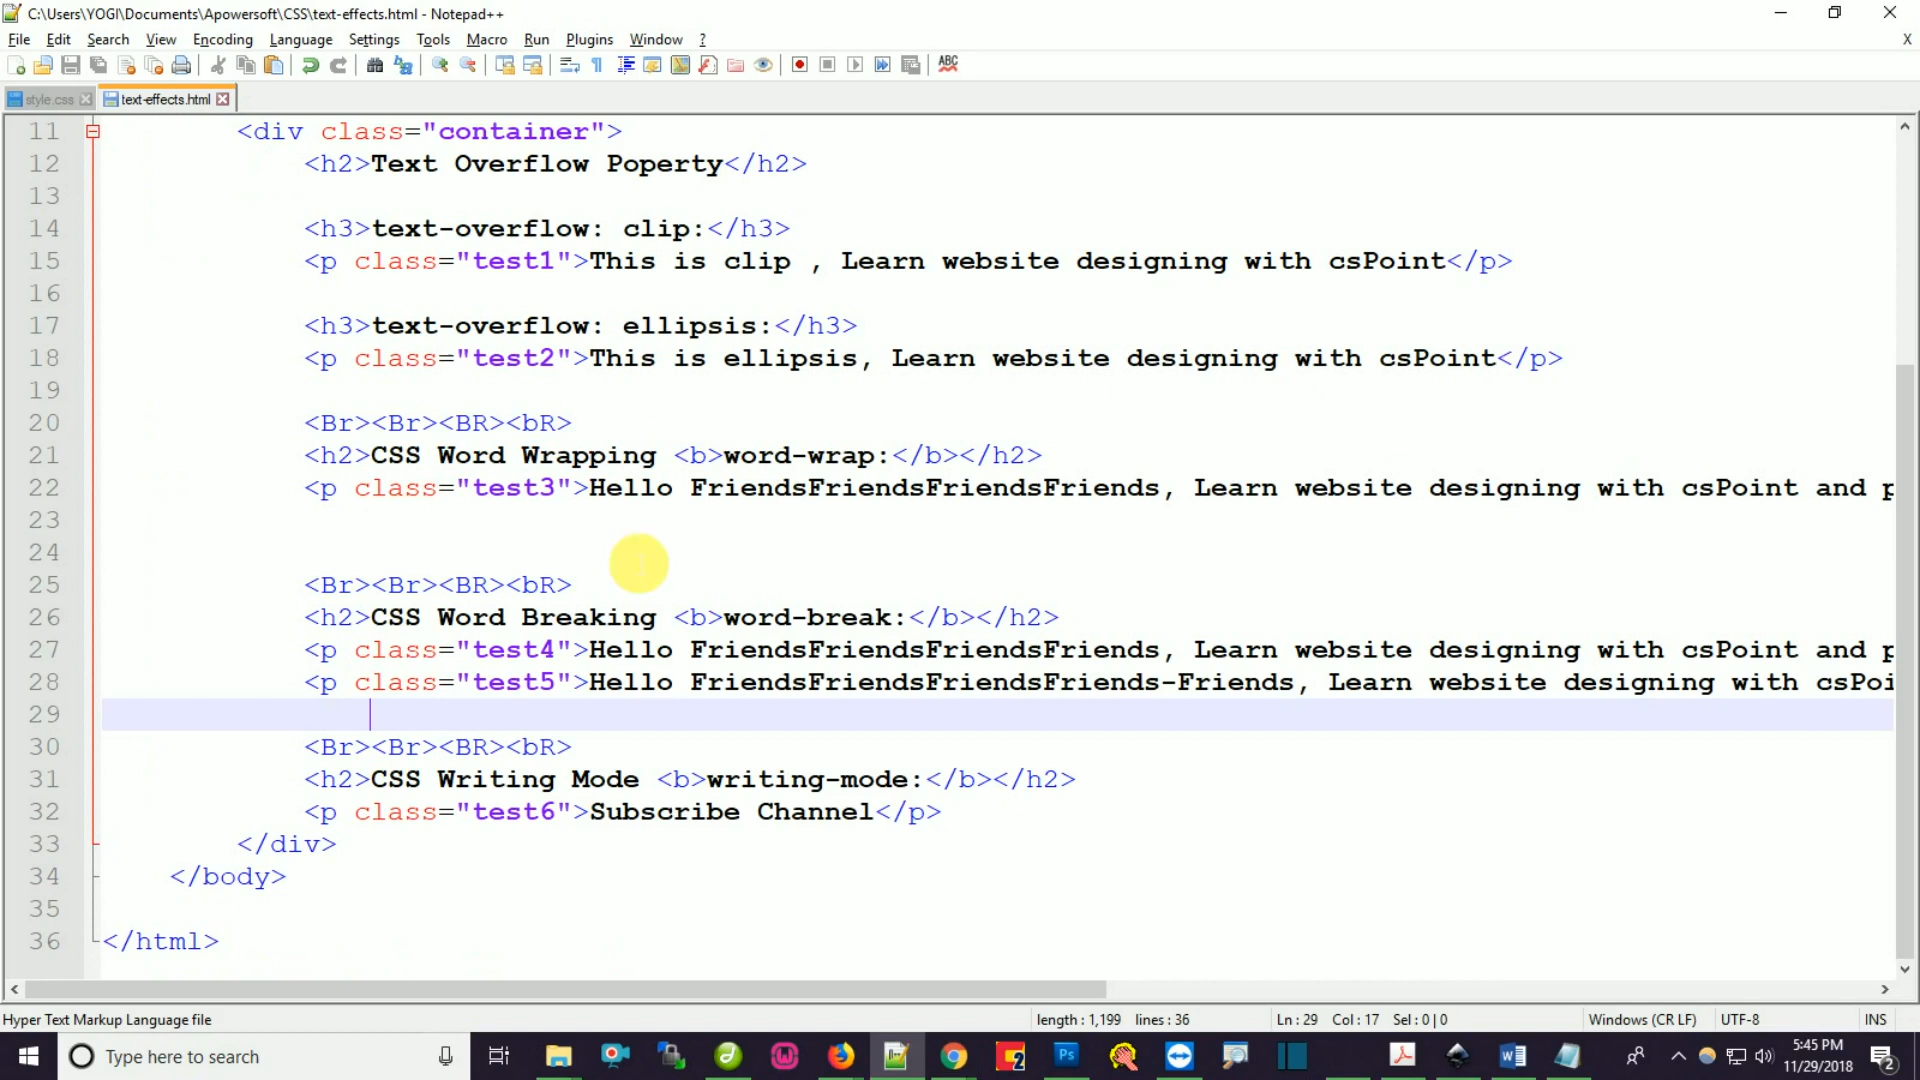 C:\Users\YOGI\Documents\Apowersoft\CSS\text-effects.html - Notepad++
File Edit Search View Encoding Language Settings Tools Macro Run Plugins Window ? X
ABC
style.css text-effects.html
11 <div class="container">
12 <h2>Text Overflow Poperty</h2>
13
14 <h3>text-overflow: clip:</h3>
15 <p class="test1">This is clip , Learn website designing with csPoint</p>
16
17 <h3>text-overflow: ellipsis:</h3>
18 <p class="test2">This is ellipsis, Learn website designing with csPoint</p>
19
20 <Br><Br><BR><bR>
21 <h2>CSS Word Wrapping <b>word-wrap:</b></h2>
22 <p class="test3">Hello FriendsFriendsFriendsFriends, Learn website designing with csPoint and p
23
24
25 <Br><Br><BR><bR>
26 <h2>CSS Word Breaking <b>word-break:</b></h2>
27 <p class="test4">Hello FriendsFriendsFriendsFriends, Learn website designing with csPoint and p
28 <p class="test5">Hello FriendsFriendsFriendsFriends-Friends, Learn website designing with csPoi
29
30 <Br><Br><BR><bR>
31 <h2>CSS Writing Mode <b>writing-mode:</b></h2>
32 <p class="test6">Subscribe Channel</p>
33 </div>
34 </body>
35
36 </html>
Hyper Text Markup Language file length : 1,199 lines : 36 Ln : 29 Col : 17 Sel : 0 | 0 Windows (CR LF) UTF-8 INS
Type here to search 5:45 PM
11/29/2018 2